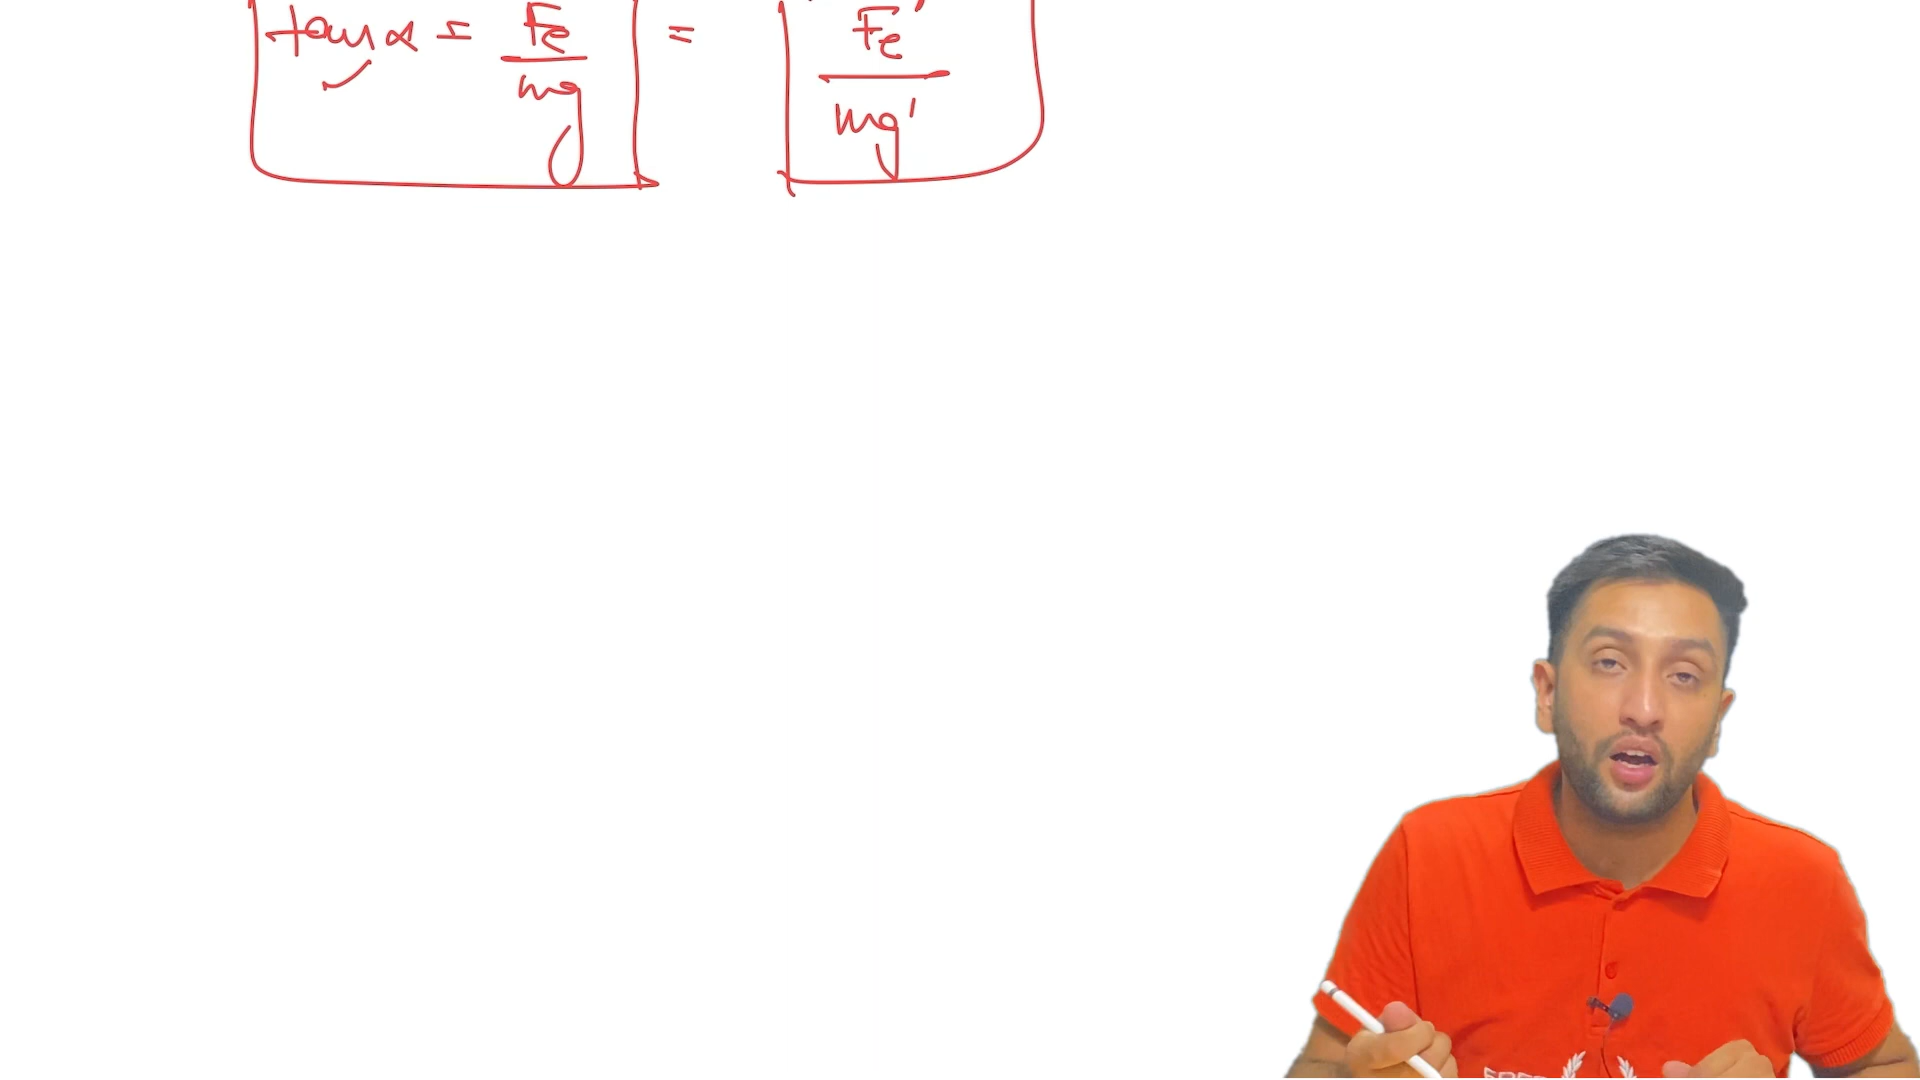 tan α = Fe / mg = Fe' / mg'